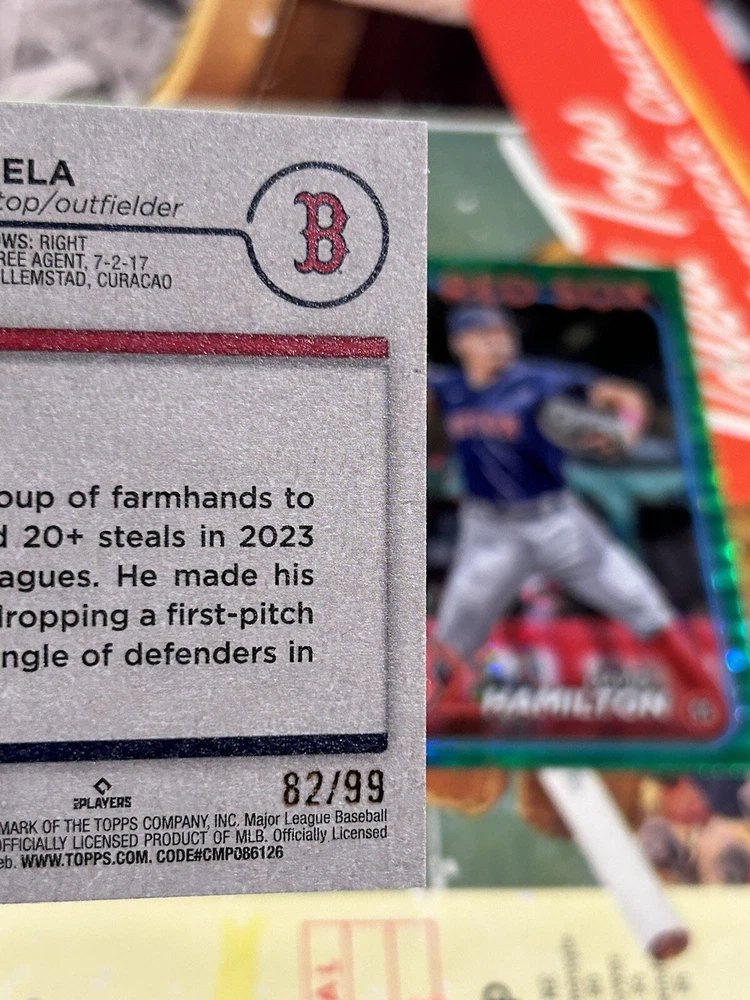 ELA
top/outfielder
B
WS: RIGHT
REE AGENT, 7-2-17
LLEMSTAD, CURACAO
RED SOX
oup of farmhands to
d 20+ steals in 2023
agues. He made his
dropping a first-pitch
ngle of defenders in
HAMILTON
82/99
PLAYERS
MARK OF THE TOPPS COMPANY, INC. Major League Baseball
OFFICIALLY LICENSED PRODUCT OF MLB. Officially Licensed
eb. WWW.TOPPS.COM. CODE#CMP086126